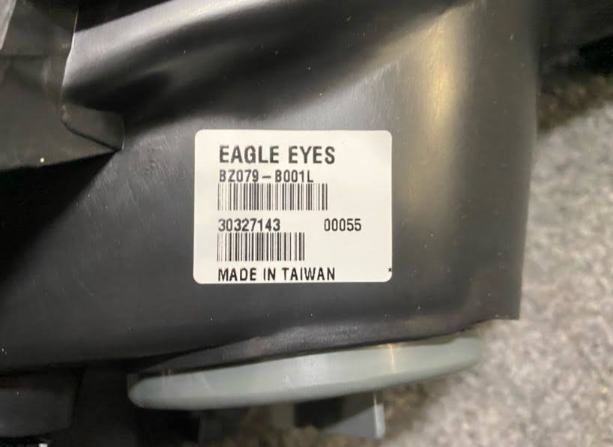 EAGLE EYES
BZ079-B001L
30327143 00055
MADE IN TAIWAN